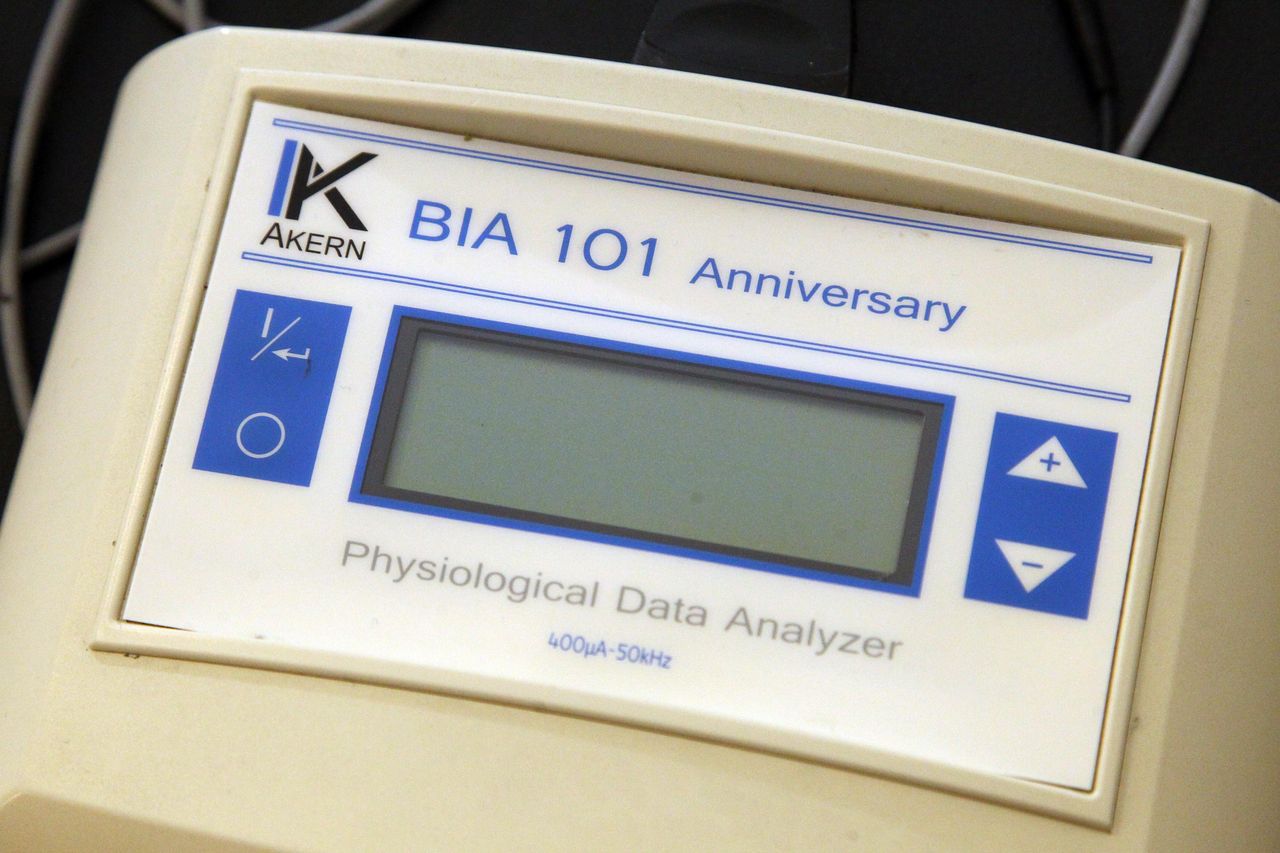 AKERN
BIA 101 Anniversary
I/↵
+
−
Physiological Data Analyzer
400µA-50kHz